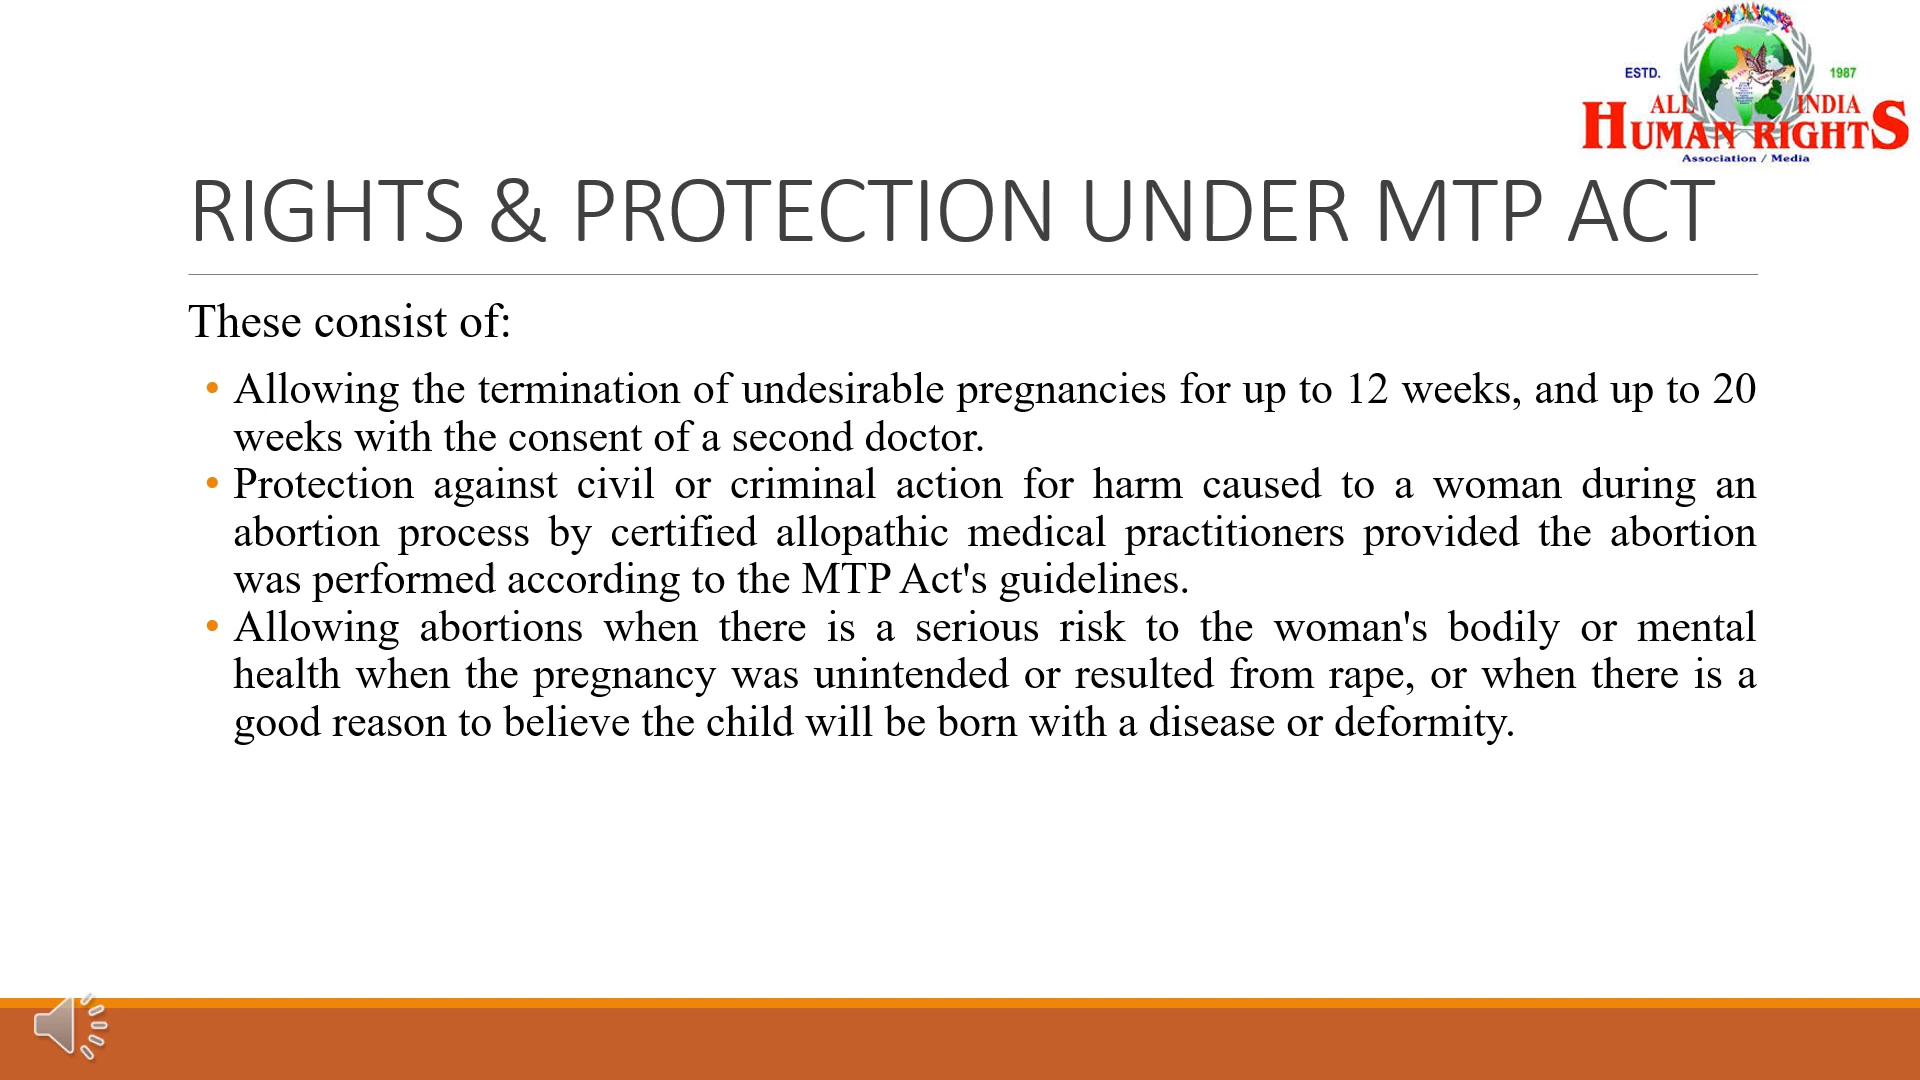 ESTD.
1987
ALL INDIA
HUMAN RIGHTS
Association / Media
RIGHTS & PROTECTION UNDER MTP ACT
These consist of:
• Allowing the termination of undesirable pregnancies for up to 12 weeks, and up to 20
weeks with the consent of a second doctor.
• Protection against civil or criminal action for harm caused to a woman during an
abortion process by certified allopathic medical practitioners provided the abortion
was performed according to the MTP Act's guidelines.
• Allowing abortions when there is a serious risk to the woman's bodily or mental
health when the pregnancy was unintended or resulted from rape, or when there is a
good reason to believe the child will be born with a disease or deformity.